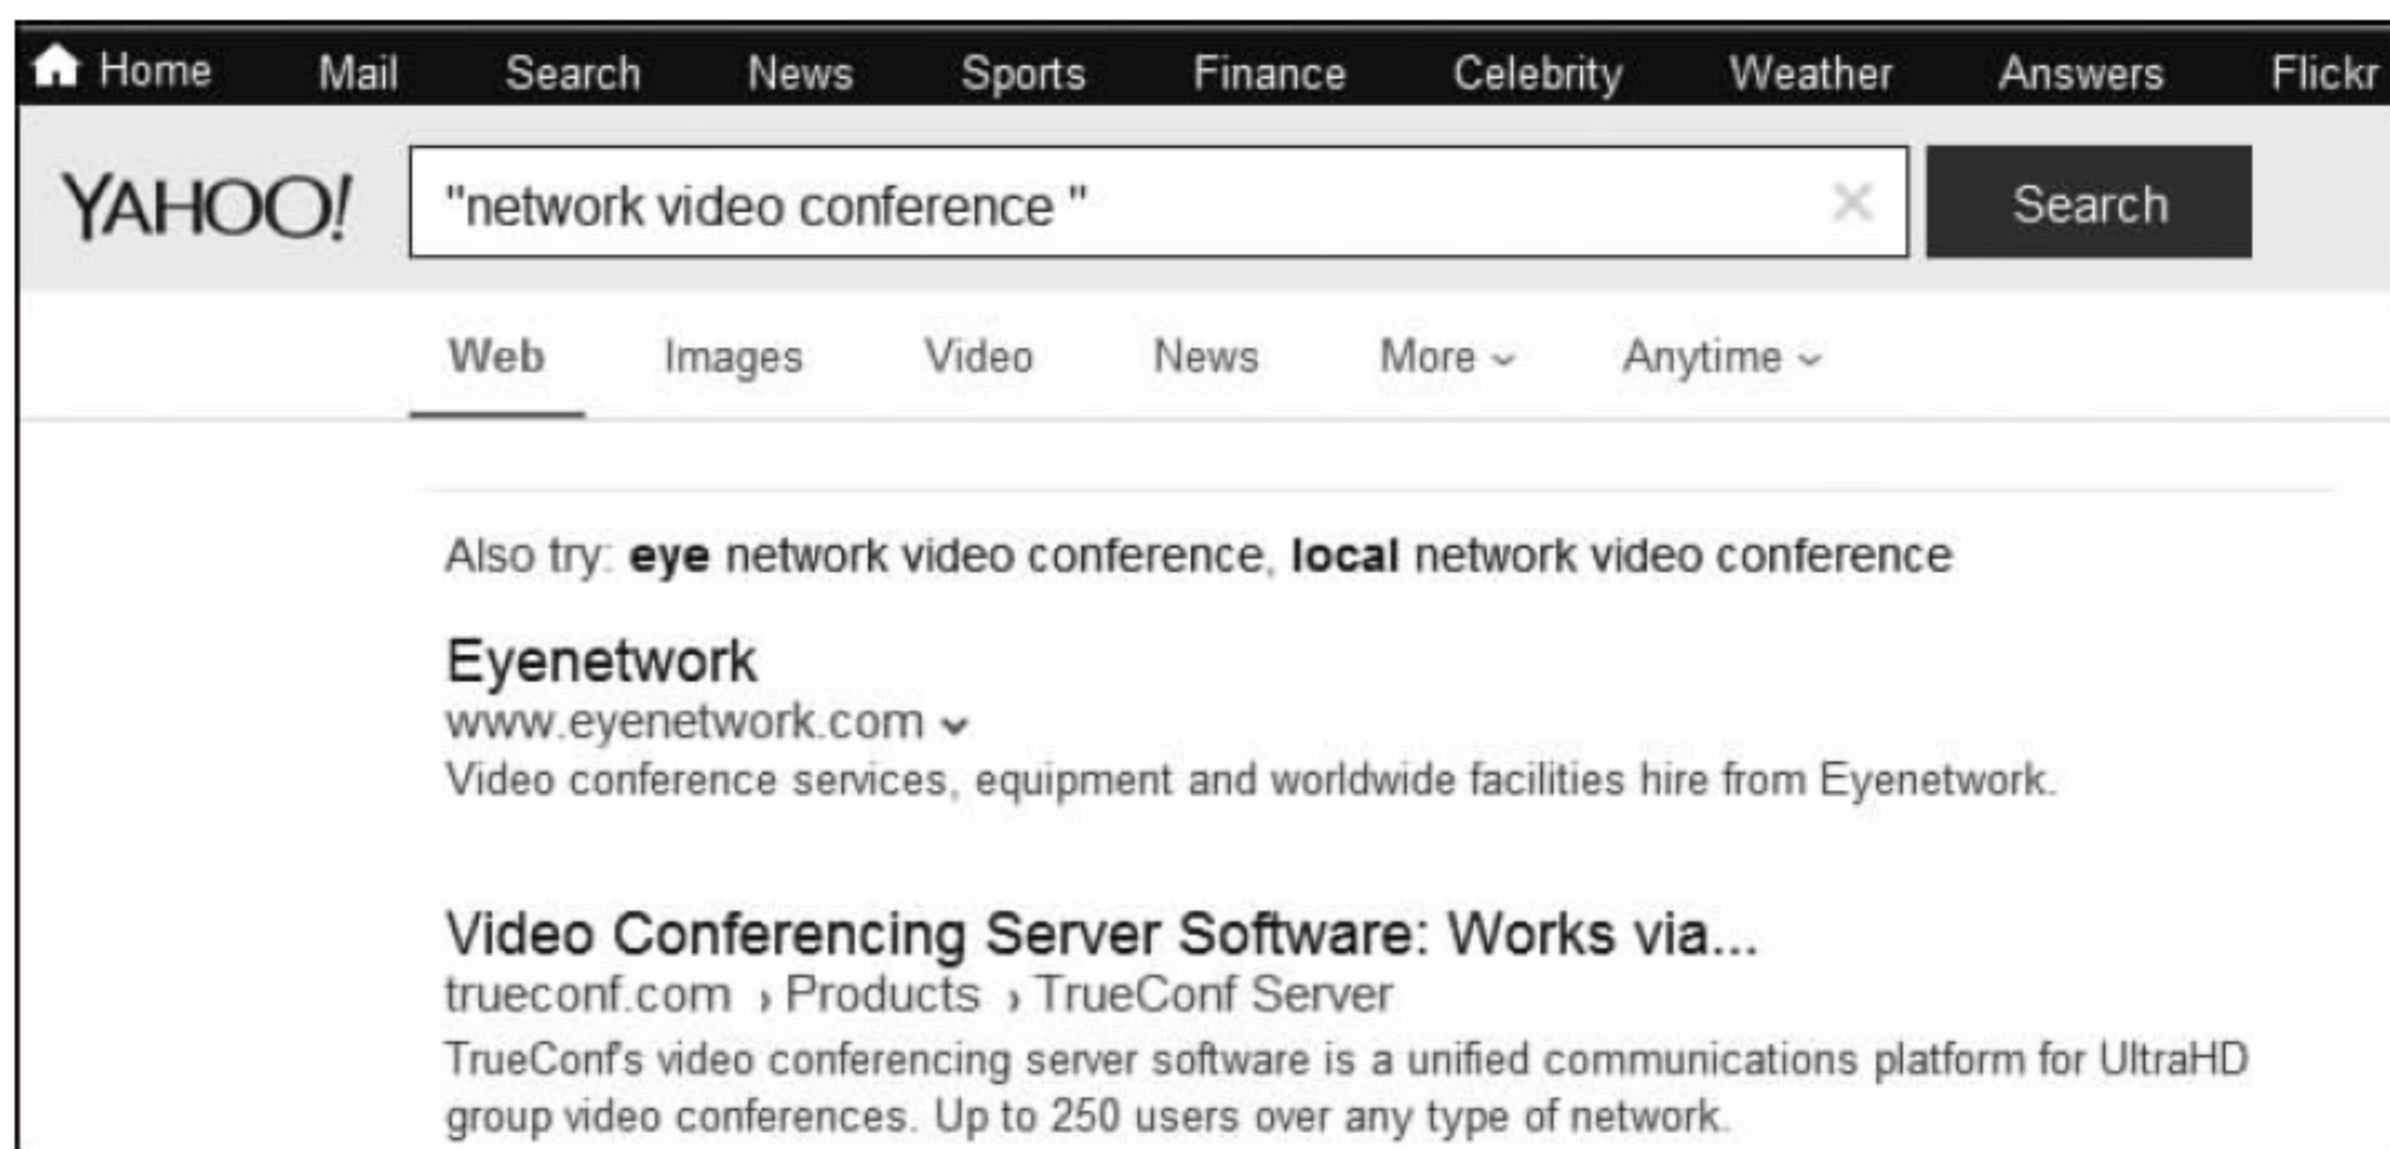 Home Mail Search News Sports Finance Celebrity Weather Answers Flickr
YAHOO! "network video conference " × Search
Web Images Video News More Anytime
Also try: eye network video conference, local network video conference
Eyenetwork
www.eyenetwork.com
Video conference services, equipment and worldwide facilities hire from Eyenetwork.
Video Conferencing Server Software: Works via...
trueconf.com › Products › TrueConf Server
TrueConf's video conferencing server software is a unified communications platform for UltraHD
group video conferences. Up to 250 users over any type of network.